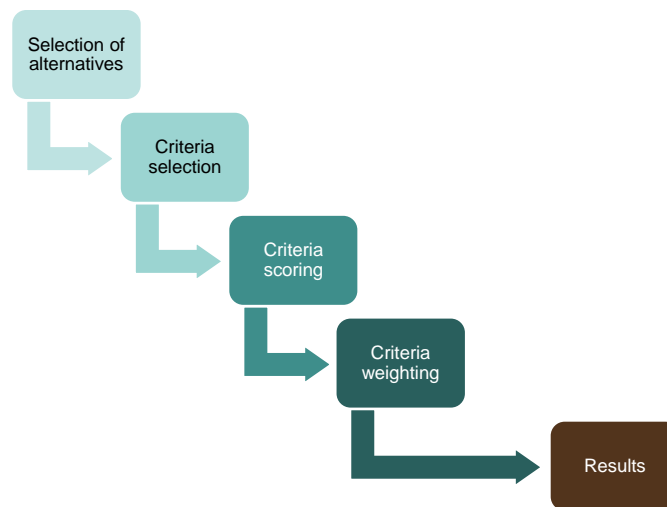 Selection of
alternatives
Criteria
selection
Criteria
scoring
Criteria
weighting
Results